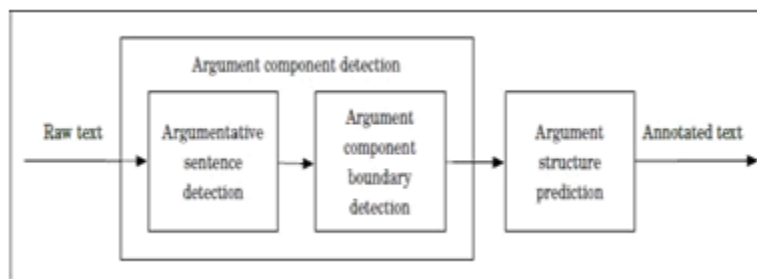 Argument component detection
Raw text
Argumentative
sentence
detection
Argument
component
boundary
detection
Argument
structure
prediction
Annotated text